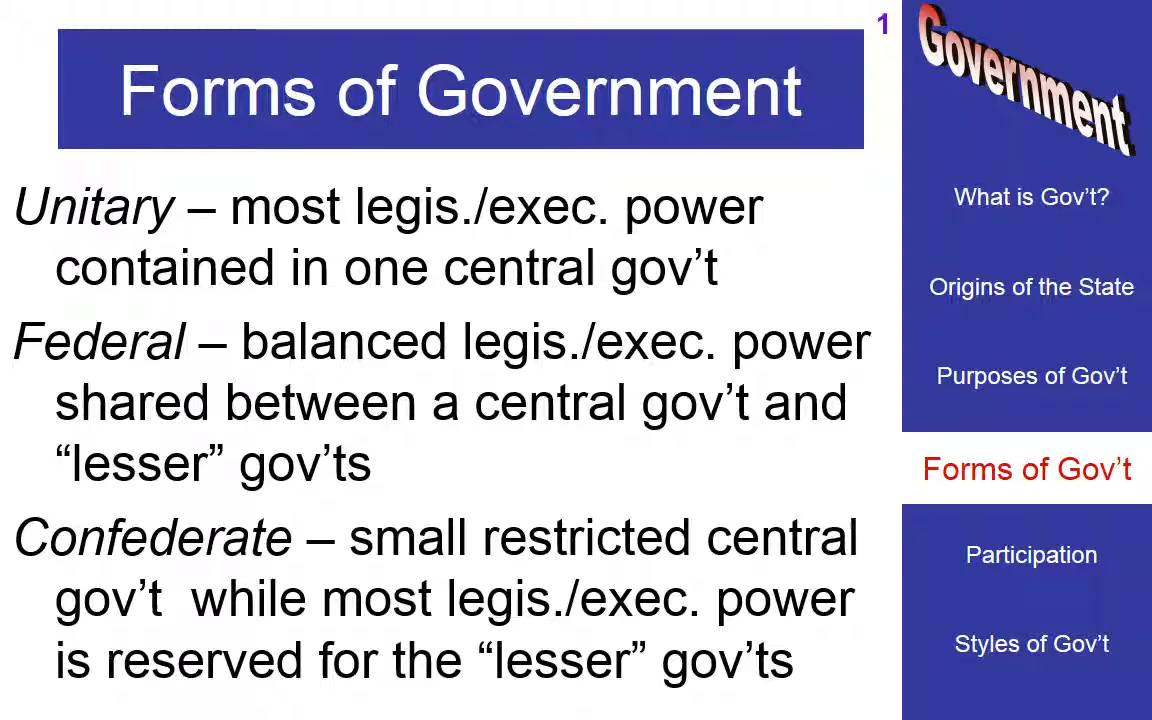 1
Forms of Government
Unitary – most legis./exec. power
contained in one central gov’t
Federal – balanced legis./exec. power
shared between a central gov’t and
“lesser” gov’ts
Confederate – small restricted central
gov’t  while most legis./exec. power
is reserved for the “lesser” gov’ts
Government
What is Gov’t?
Origins of the State
Purposes of Gov’t
Forms of Gov’t
Participation
Styles of Gov’t